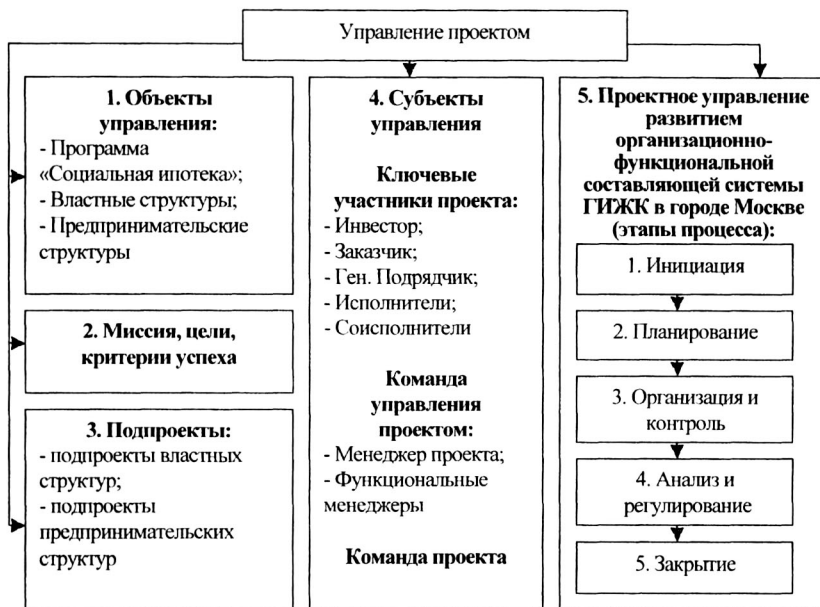 Управление проектом
1. Объекты
управления:
- Программа
«Социальная ипотека»;
- Властные структуры;
- Предпринимательские
структуры
2. Миссия, цели,
критерии успеха
3. Подпроекты:
- подпроекты властных
структур;
- подпроекты
предпринимательских
структур
4. Субъекты
управления
Ключевые
участники проекта:
- Инвестор;
- Заказчик;
- Ген. Подрядчик;
- Исполнители;
- Соисполнители
Команда
управления
проектом:
- Менеджер проекта;
- Функциональные
менеджеры
Команда проекта
5. Проектное управление
развитием
организационно-
функциональной
составляющей системы
ГИЖК в городе Москве
(этапы процесса):
1. Инициация
2. Планирование
3. Организация и
контроль
4. Анализ и
регулирование
5. Закрытие